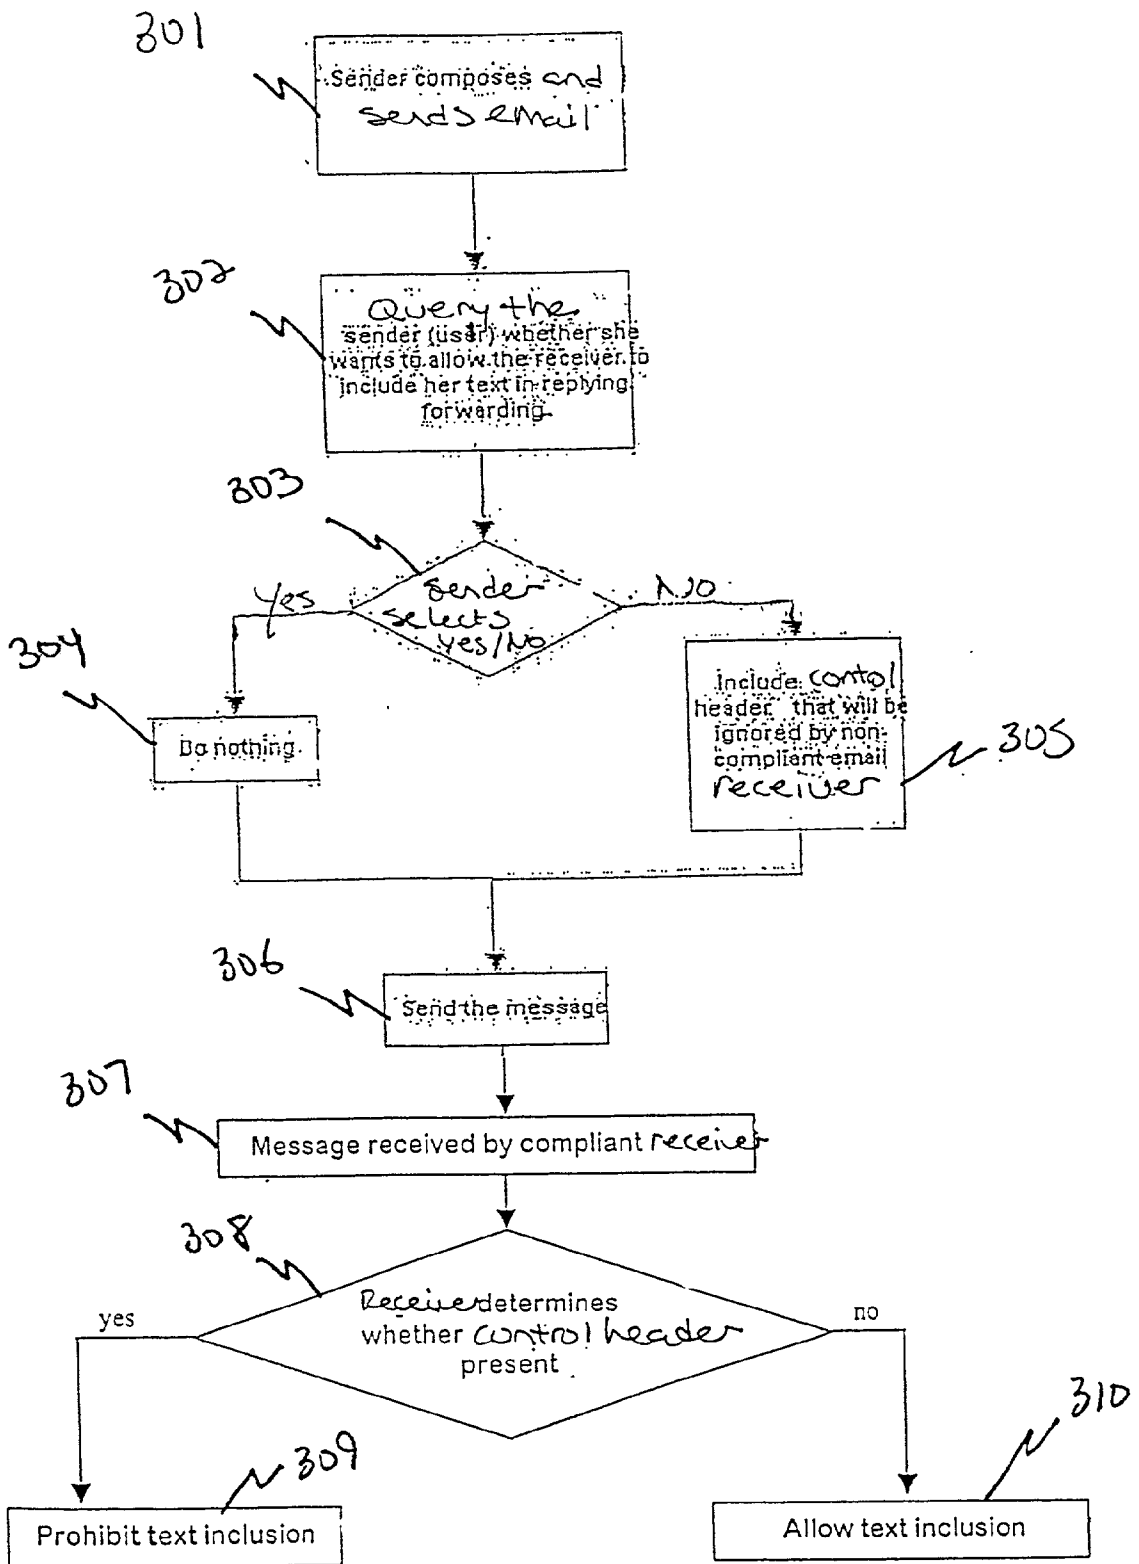 301
Sender composes and
sends email
302
Query the
sender (user) whether she
wants to allow the receiver to
include her text in replying
forwarding
303
sender
selects
yes/No
Yes
No
304
Do nothing
include contol
header that will be
ignored by non-
compliant email
receiver
305
306
Send the message
307
Message received by compliant receiver
308
Receiver determines
whether control header
present
yes
no
309
Prohibit text inclusion
310
Allow text inclusion